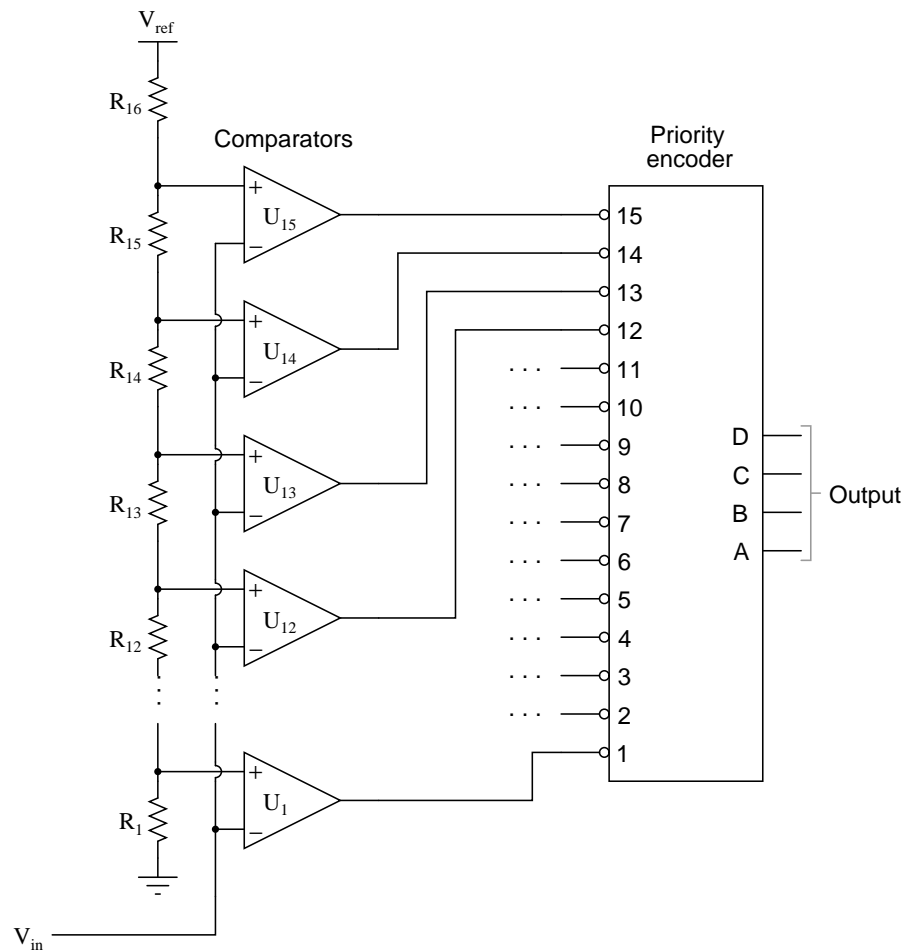 V_ref
R_16
Comparators
Priority
encoder
+
U_15
−
15
R_15
14
+
U_14
−
13
R_14
12
. . . 11
. . . 10
+
U_13
−
. . . 9
D
R_13
. . . 8
C
Output
. . . 7
B
+
U_12
−
. . . 6
A
. . . 5
R_12
. . . 4
. . . 3
. . . 2
1
+
U_1
−
R_1
V_in